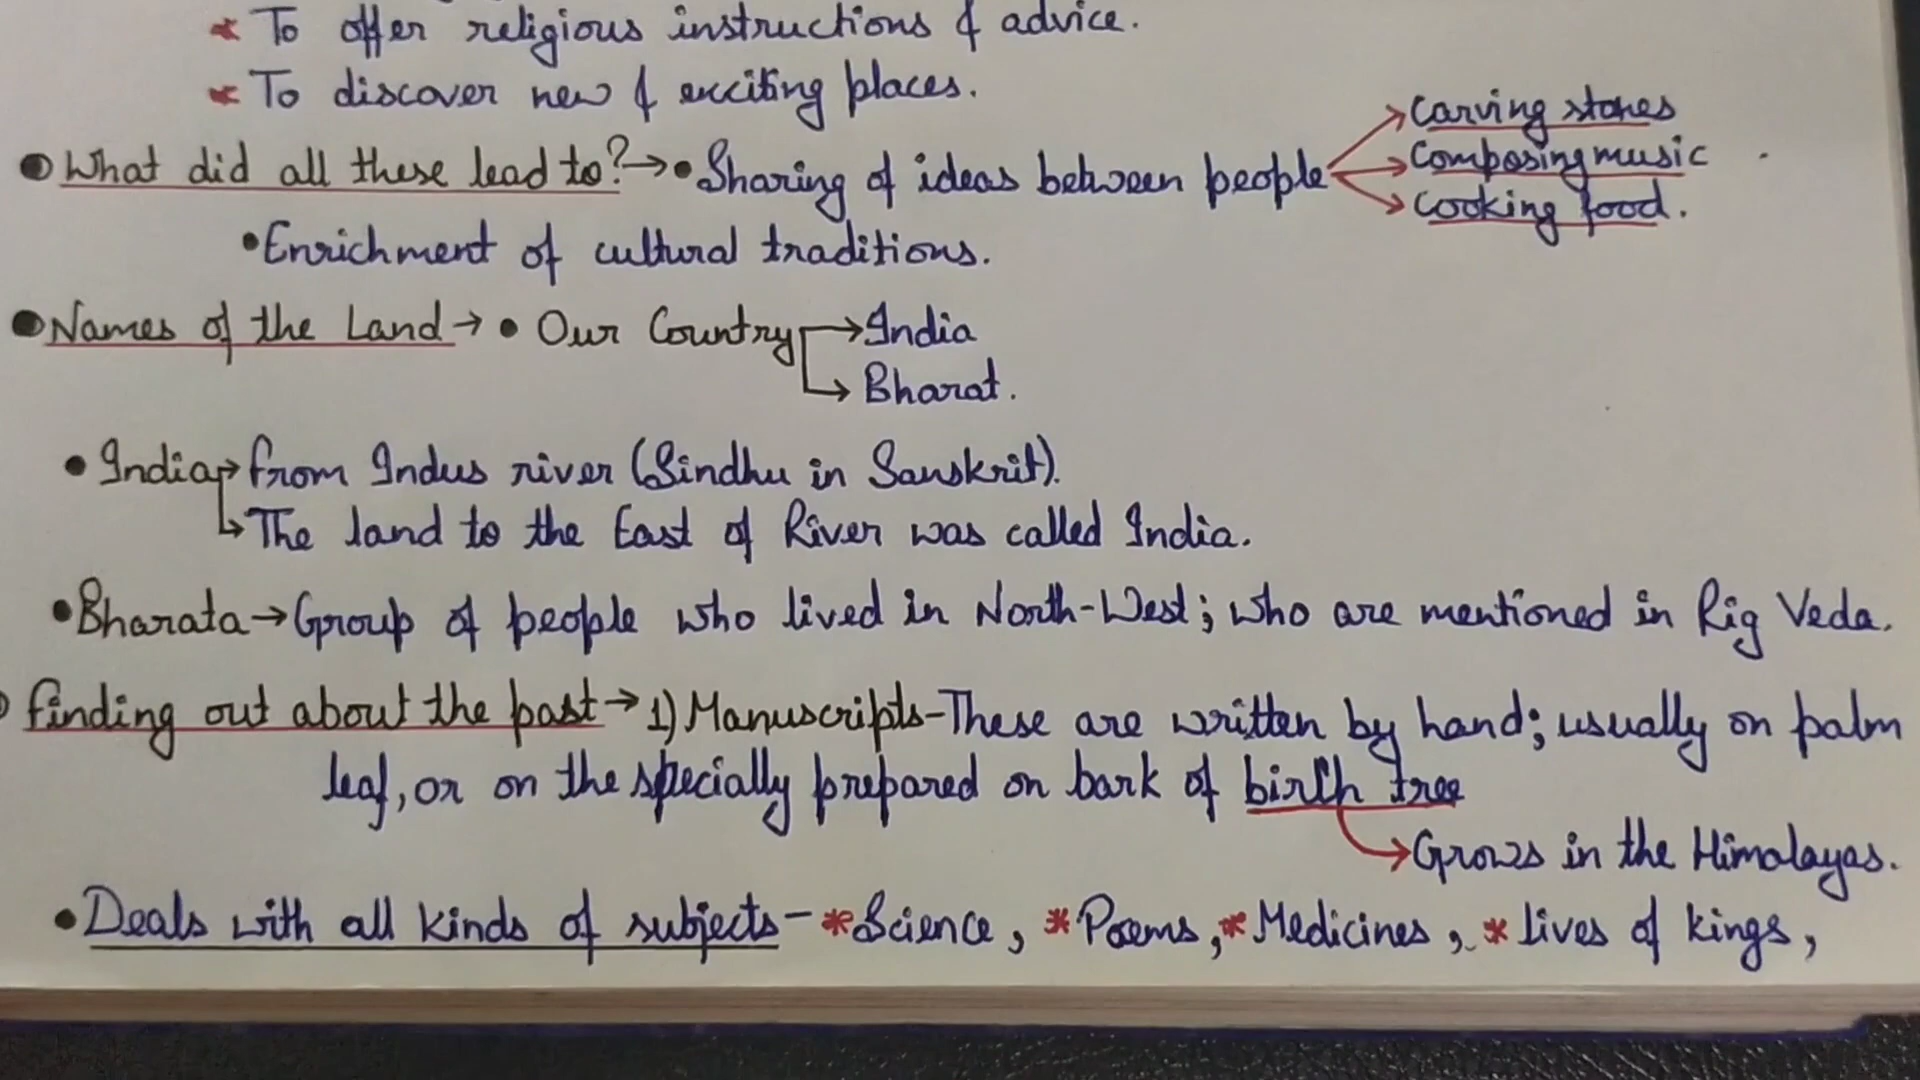 * To offer religious instructions & advice.
* To discover new & exciting places.
• What did all these lead to? → • Sharing of ideas between people → Carving stones
→ Composing music
→ Cooking food.
• Enrichment of cultural traditions.
• Names of the Land → • Our Country → India
→ Bharat.
• India → from Indus river (Sindhu in Sanskrit).
→ The land to the East of River was called India.
• Bharata → Group of people who lived in North-West; who are mentioned in Rig Veda.
• Finding out about the past → 1) Manuscripts - These are written by hand; usually on palm
leaf, or on the specially prepared on bark of birth tree
→ Grows in the Himalayas.
• Deals with all kinds of subjects - * Science, * Poems, * Medicines, * lives of kings,